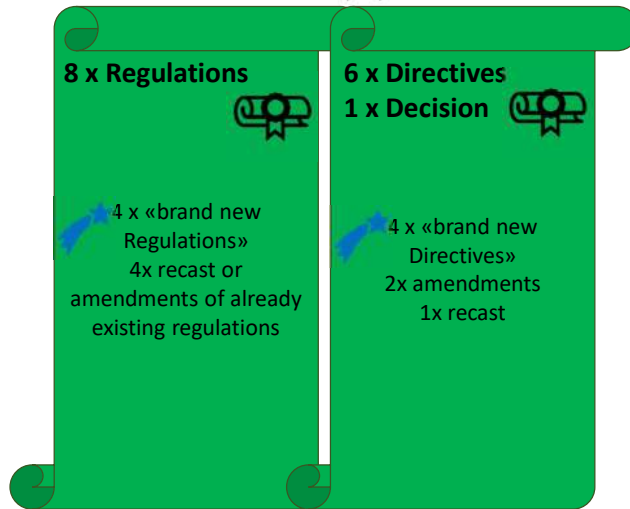 8 x Regulations
4 x «brand new
Regulations»
4x recast or
amendments of already
existing regulations
6 x Directives
1 x Decision
4 x «brand new
Directives»
2x amendments
1x recast